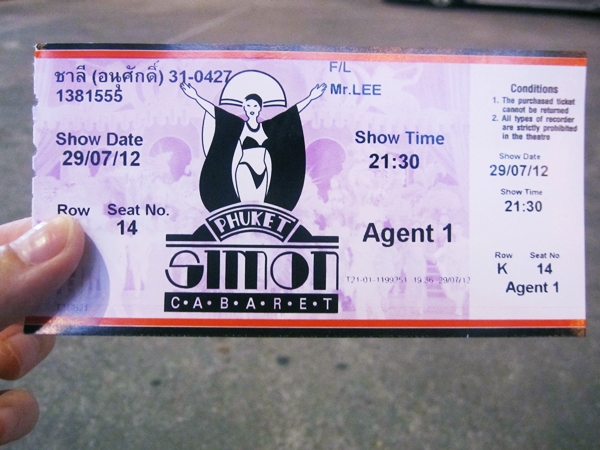 ชาลี (อนุศักดิ์) 31-0427
1381555
F/L
Mr.LEE
Show Date
29/07/12
Show Time
21:30
Row
Seat No.
14
Agent 1
PHUKET
SIMON
C•A•B•A•R•E•T
Conditions
1. The purchased ticket
cannot be returned
2. All types of recorder
are strictly prohibited
in the theatre
Show Date
29/07/12
Show Time
21:30
Row
Seat No.
K
14
Agent 1